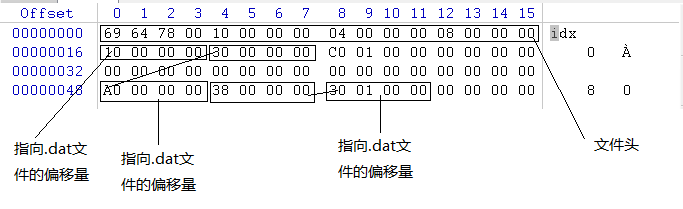 Offset 0 1 2 3 4 5 6 7 8 9 10 11 12 13 14 15
00000000 69 64 78 00 10 00 00 00 04 00 00 00 08 00 00 00 idx
00000016 10 00 00 00 30 00 00 00 C0 01 00 00 00 00 00 00 0 À
00000032 00 00 00 00 00 00 00 00 00 00 00 00 00 00 00 00
00000048 A0 00 00 00 38 00 00 00 30 01 00 00 00 00 00 00 8 0
指向.dat文
件的偏移量
指向.dat文
件的偏移量
指向.dat文
件的偏移量
文件头